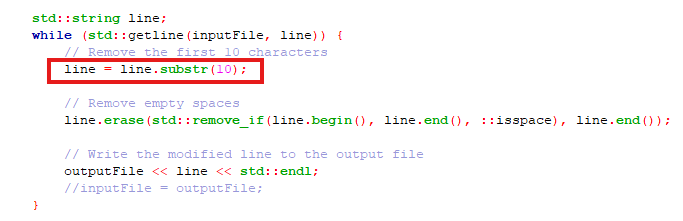 std::string line;
while (std::getline(inputFile, line)) {
// Remove the first 10 characters
line = line.substr(10);
// Remove empty spaces
line.erase(std::remove_if(line.begin(), line.end(), ::isspace), line.end());
// Write the modified line to the output file
outputFile << line << std::endl;
//inputFile = outputFile;
}